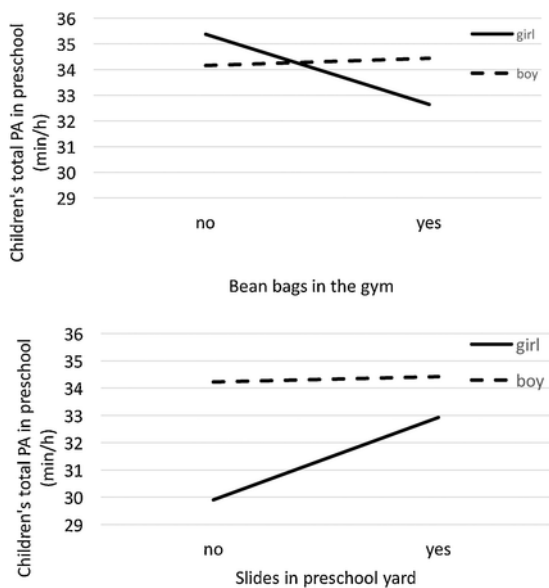 Children's total PA in preschool
(min/h)
36
35
34
33
32
31
30
29
girl
boy
no
yes
Bean bags in the gym
Children's total PA in preschool
(min/h)
36
35
34
33
32
31
30
29
girl
boy
no
yes
Slides in preschool yard